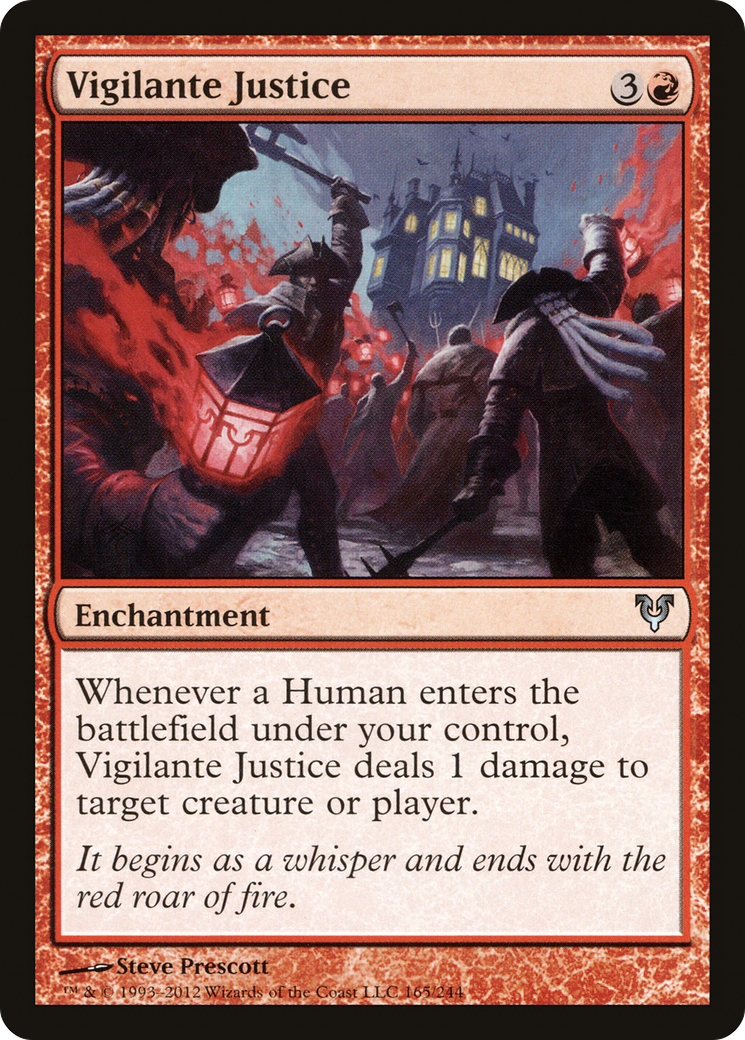 Vigilante Justice 3
Enchantment
Whenever a Human enters the
battlefield under your control,
Vigilante Justice deals 1 damage to
target creature or player.
It begins as a whisper and ends with the
red roar of fire.
Steve Prescott
™ & © 1993–2012 Wizards of the Coast LLC 165/244